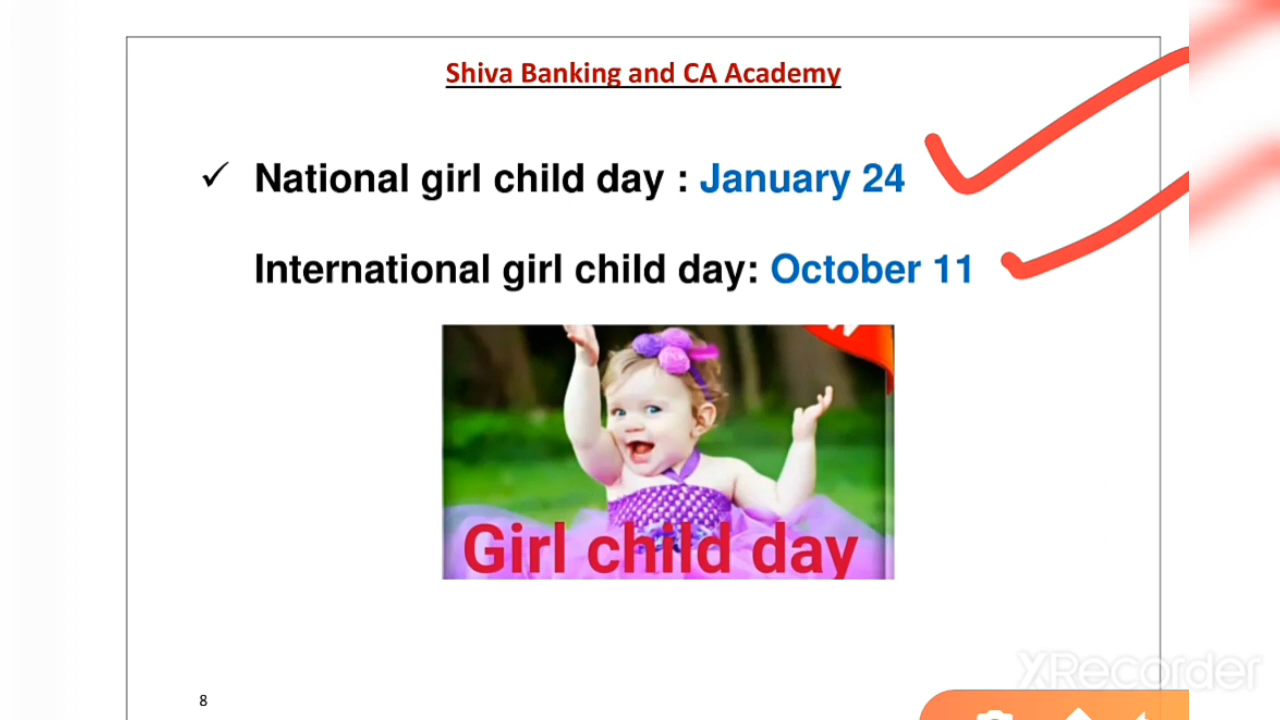 Shiva Banking and CA Academy
✓ National girl child day : January 24
International girl child day: October 11
Girl child day
8
XRecorder